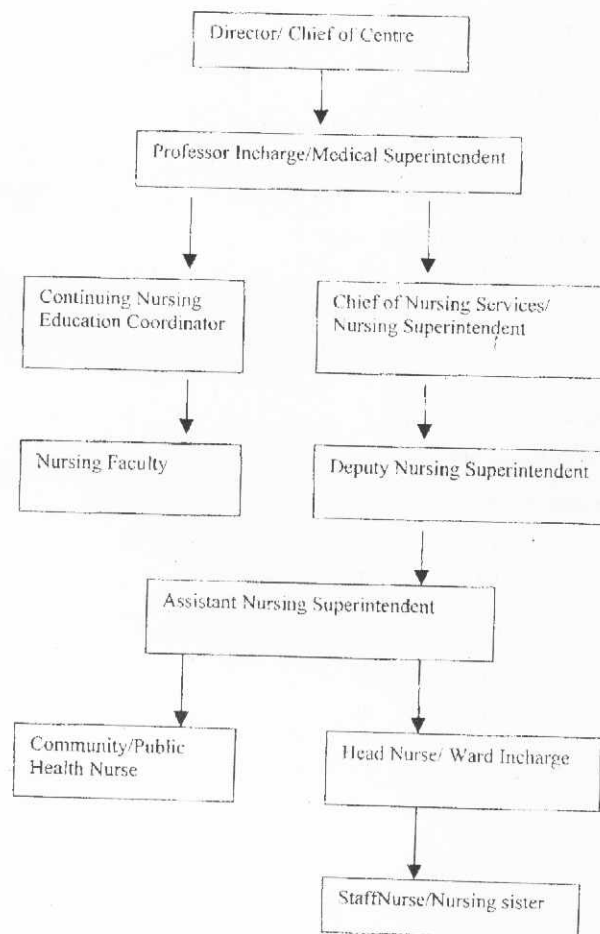 Director/ Chief of Centre
Professor Incharge/Medical Superintendent
Continuing Nursing
Education Coordinator
Chief of Nursing Services/
Nursing Superintendent
Nursing Faculty
Deputy Nursing Superintendent
Assistant Nursing Superintendent
Community/Public
Health Nurse
Head Nurse/ Ward Incharge
StaffNurse/Nursing sister